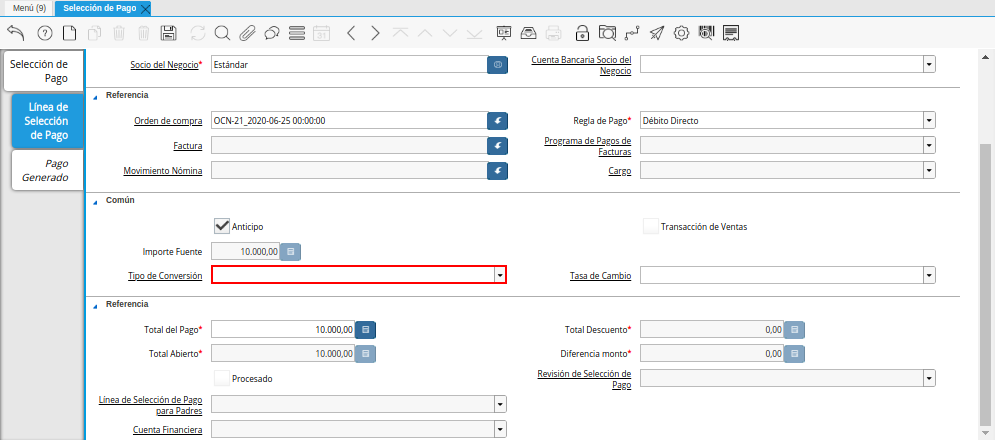 Menú (9)
Selección de Pago
Selección de
Pago
Línea de
Selección
de Pago
Pago
Generado
Socio del Negocio*
Estándar
Cuenta Bancaria Socio del
Negocio
Referencia
Orden de compra
OCN-21_2020-06-25 00:00:00
Regla de Pago*
Débito Directo
Factura
Programa de Pagos de
Facturas
Movimiento Nómina
Cargo
Común
Anticipo
Transacción de Ventas
Importe Fuente
10.000,00
Tipo de Conversión
Tasa de Cambio
Referencia
Total del Pago*
10.000,00
Total Descuento*
0,00
Total Abierto*
10.000,00
Diferencia monto*
0,00
Procesado
Revisión de Selección de
Pago
Línea de Selección de Pago
para Padres
Cuenta Financiera